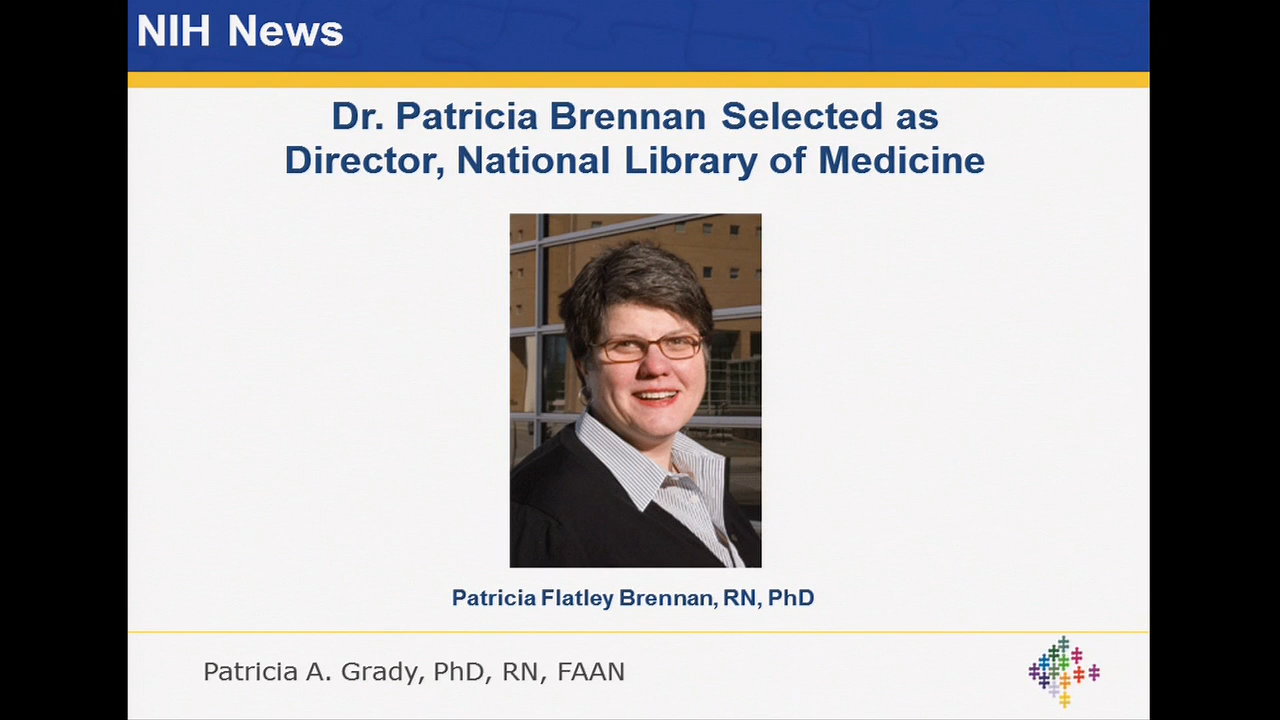 NIH News
Dr. Patricia Brennan Selected as
Director, National Library of Medicine
Patricia Flatley Brennan, RN, PhD
Patricia A. Grady, PhD, RN, FAAN